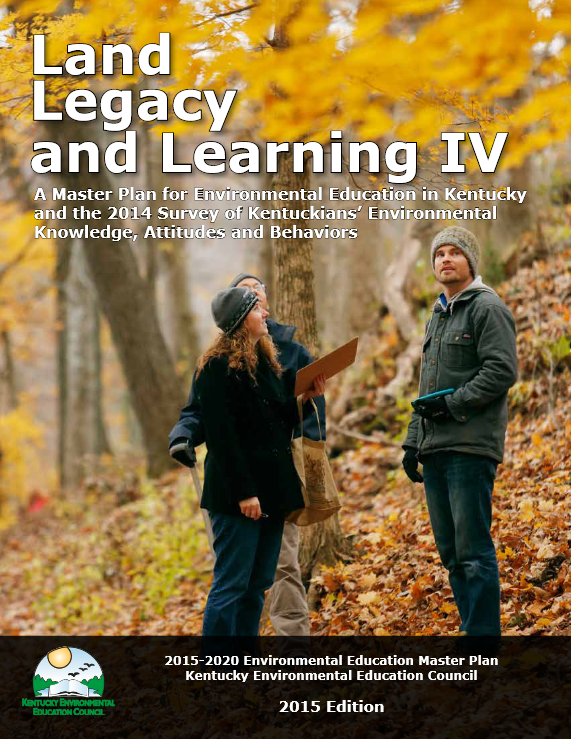 Land
Legacy
and Learning IV
A Master Plan for Environmental Education in Kentucky
and the 2014 Survey of Kentuckians’ Environmental
Knowledge, Attitudes and Behaviors
2015-2020 Environmental Education Master Plan
Kentucky Environmental Education Council
2015 Edition
Kentucky Environmental
Education Council